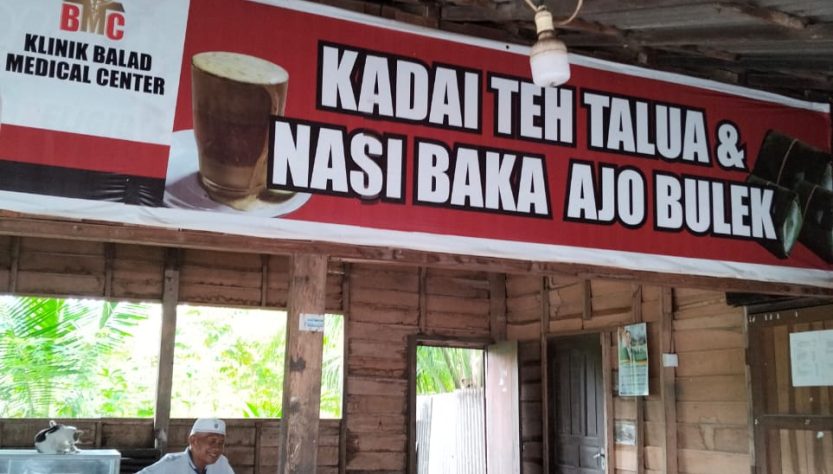 BMC
KLINIK BALAD
MEDICAL CENTER
KADAI TEH TALUA &
NASI BAKA AJO BULEK